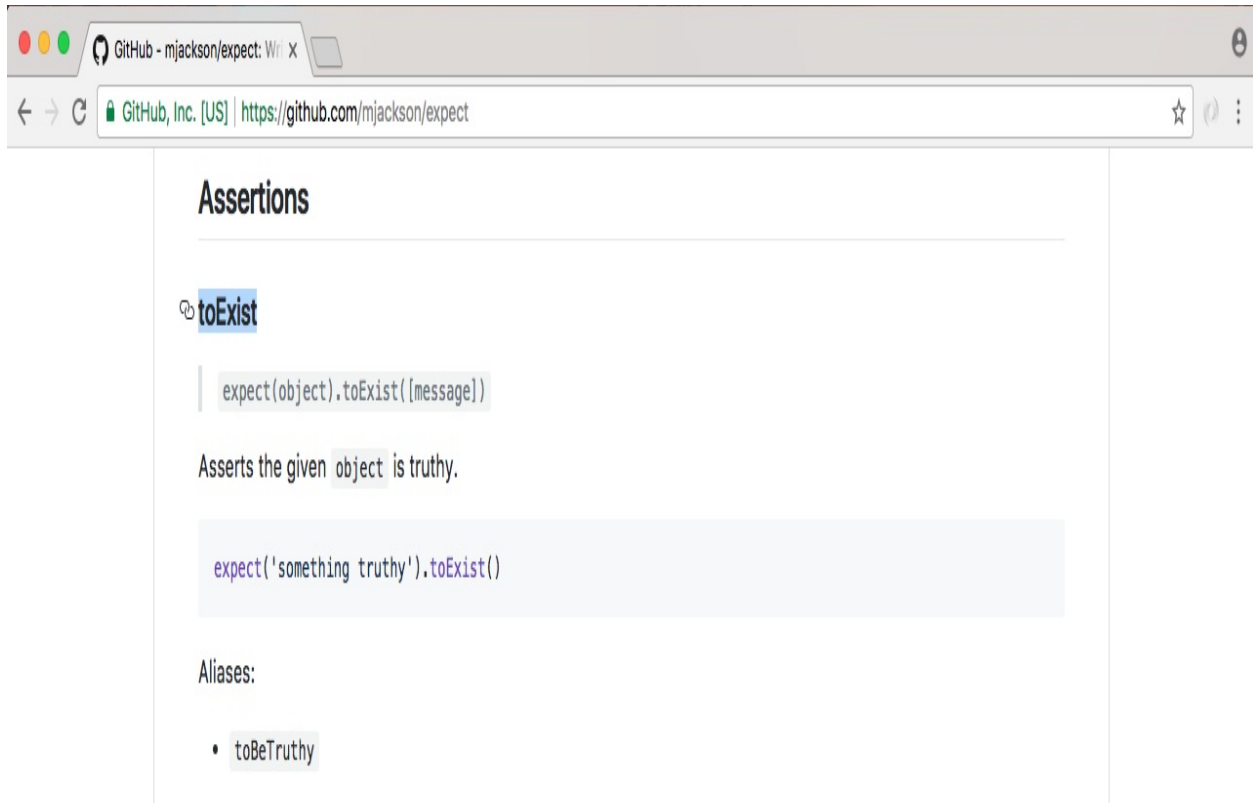 GitHub - mjackson/expect: Wri
GitHub, Inc. [US] | https://github.com/mjackson/expect
Assertions
toExist
expect(object).toExist([message])
Asserts the given object is truthy.
expect('something truthy').toExist()
Aliases:
• toBeTruthy